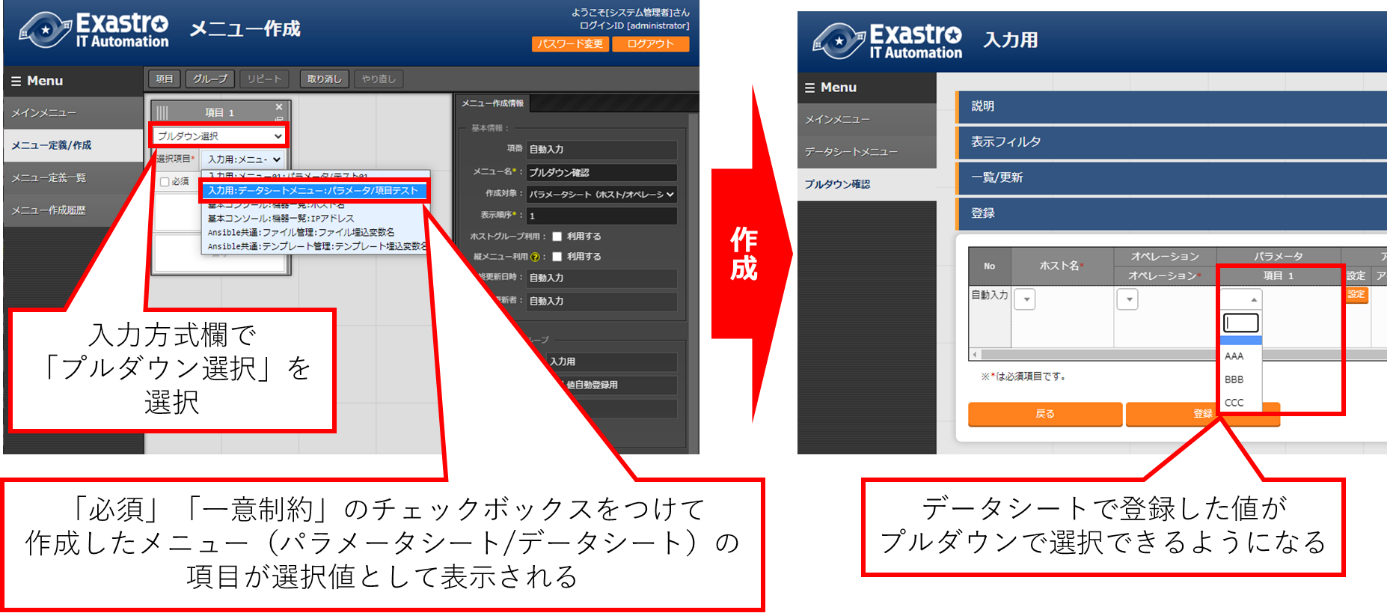 Exastro
IT Automation
メニュー作成
ようこそ[システム管理者]さん
ログインID [administrator]
パスワード変更
ログアウト
Menu
メインメニュー
メニュー定義/作成
メニュー定義一覧
メニュー作成履歴
項目
グループ
リピート
取り消し
やり直し
項目 1
プルダウン選択
選択項目*
入力用:メニュー
必須
入力用:データシートメニュー:パラメータ/項目テスト
基本コンソール:機器一覧:ホスト名
基本コンソール:機器一覧:IPアドレス
Ansible共通:ファイル管理:ファイル埋込変数名
Ansible共通:テンプレート管理:テンプレート埋込変数名
メニュー作成情報
基本情報:
項番
自動入力
メニュー名*:
プルダウン確認
作成対象:
パラメータシート (ホスト/オペレーシ
表示順序*:
1
ホストグループ利用:
利用する
縦メニュー利用
?
:
利用する
更新日時:
自動入力
新者:
自動入力
ループ
入力用
値自動登録用
入力方式欄で
「プルダウン選択」を
選択
「必須」「一意制約」のチェックボックスをつけて
作成したメニュー（パラメータシート/データシート）の
項目が選択値として表示される
作成
Exastro
IT Automation
入力用
Menu
メインメニュー
データシートメニュー
プルダウン確認
説明
表示フィルタ
一覧/更新
登録
No
ホスト名*
オペレーション
オペレーション*
パラメータ
項目 1
設定
ア
自動入力
設定
AAA
BBB
CCC
※*は必須項目です。
戻る
登録
データシートで登録した値が
プルダウンで選択できるようになる